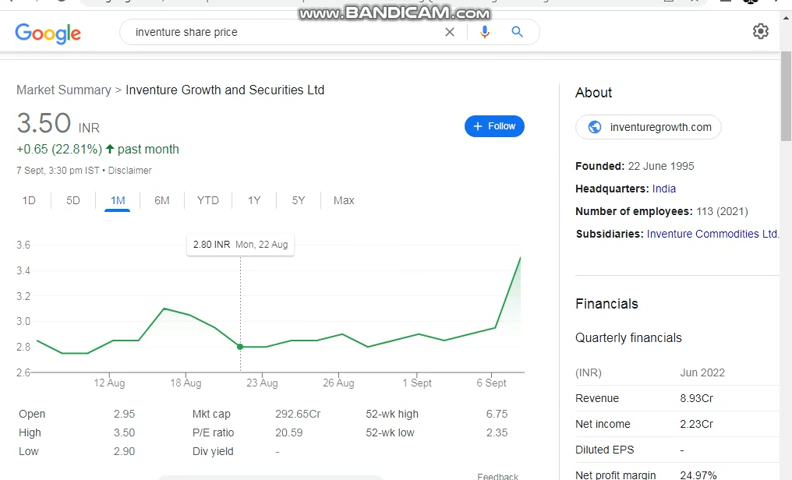 www.BANDICAM.com
Google
inventure share price
Market Summary > Inventure Growth and Securities Ltd
3.50 INR
+ Follow
+0.65 (22.81%) past month
7 Sept, 3:30 pm IST • Disclaimer
1D 5D 1M 6M YTD 1Y 5Y Max
2.80 INR Mon, 22 Aug
3.6
3.4
3.2
3.0
2.8
2.6
12 Aug 18 Aug 23 Aug 26 Aug 1 Sept 6 Sept
Open 2.95 Mkt cap 292.65Cr 52-wk high 6.75
High 3.50 P/E ratio 20.59 52-wk low 2.35
Low 2.90 Div yield -
Feedback
About
inventuregrowth.com
Founded: 22 June 1995
Headquarters: India
Number of employees: 113 (2021)
Subsidiaries: Inventure Commodities Ltd.
Financials
Quarterly financials
(INR) Jun 2022
Revenue 8.93Cr
Net income 2.23Cr
Diluted EPS -
Net profit margin 24.97%